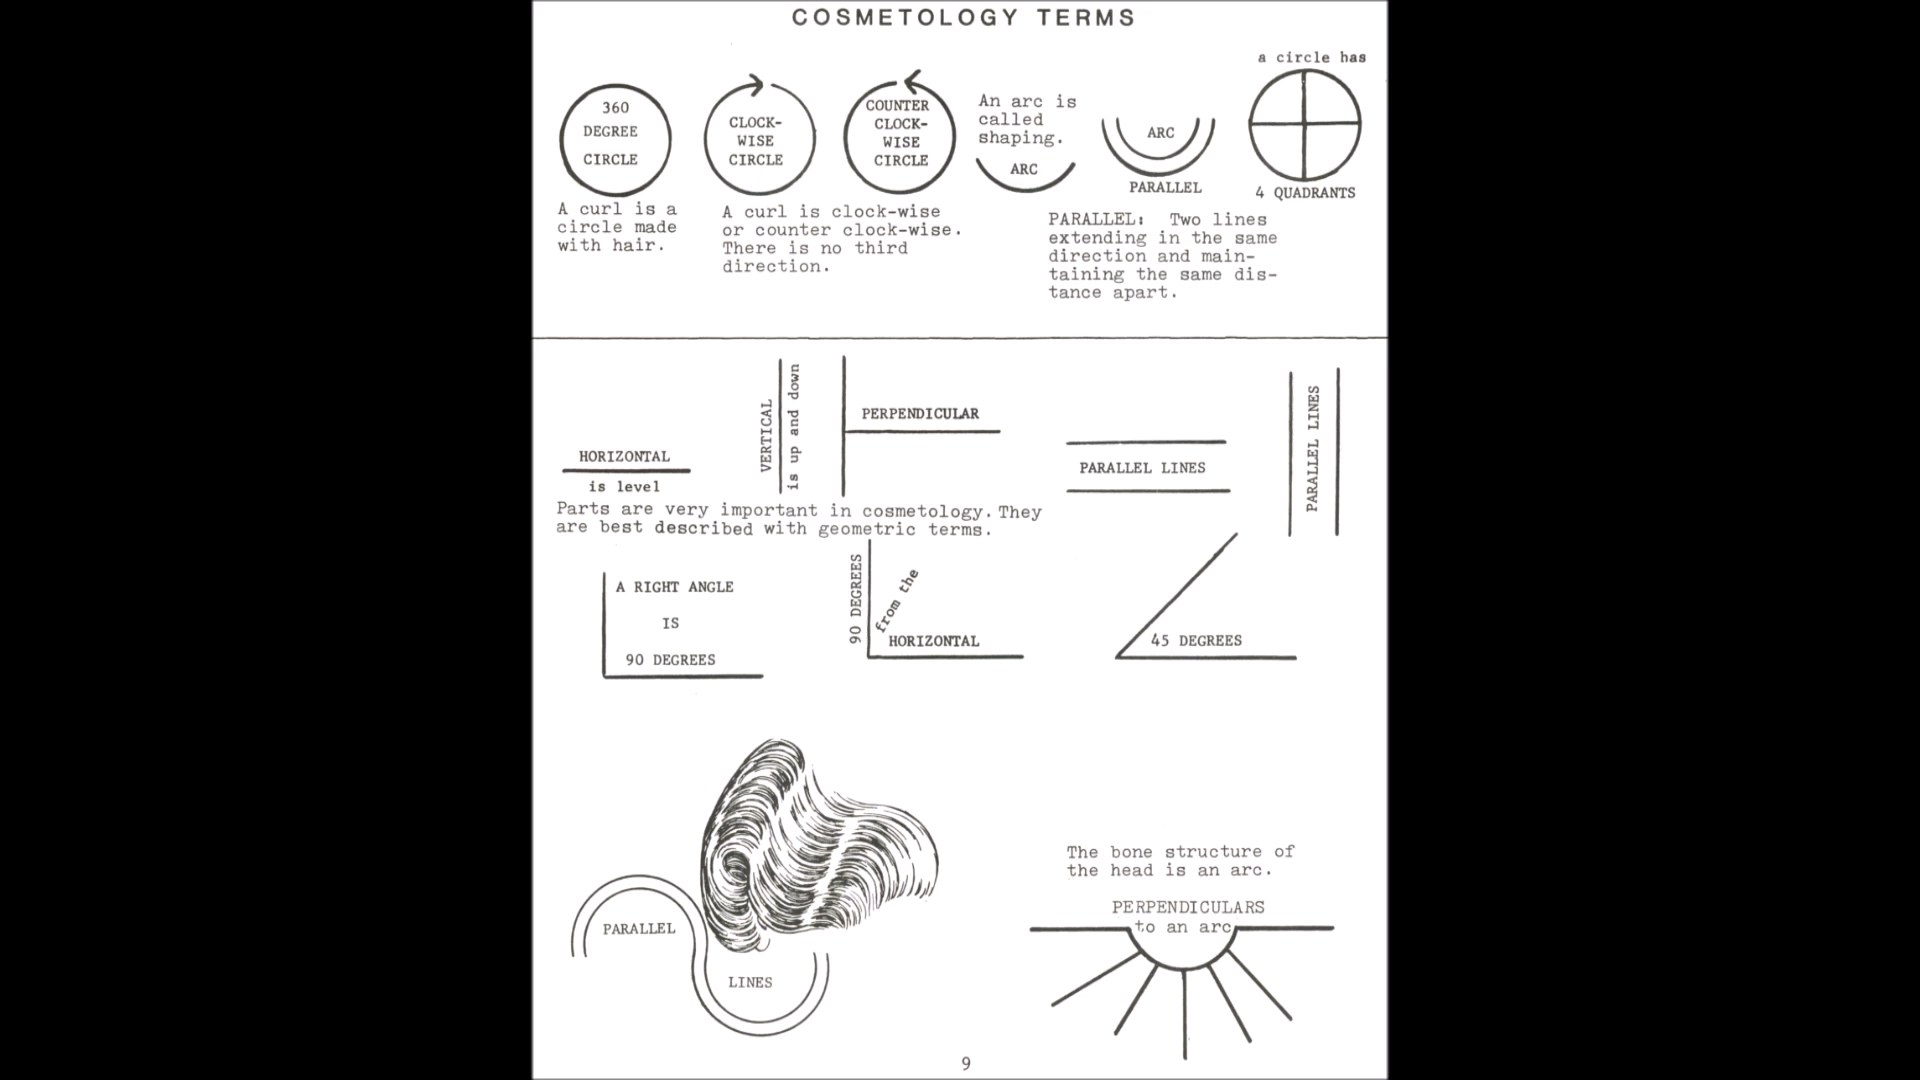 COSMETOLOGY TERMS
360
DEGREE
CIRCLE
A curl is a
circle made
with hair.
CLOCK-
WISE
CIRCLE
COUNTER
CLOCK-
WISE
CIRCLE
A curl is clock-wise
or counter clock-wise.
There is no third
direction.
An arc is
called
shaping.
ARC
ARC
PARALLEL
a circle has
4 QUADRANTS
PARALLEL: Two lines
extending in the same
direction and main-
taining the same dis-
tance apart.
HORIZONTAL
is level
VERTICAL
is up and down
PERPENDICULAR
PARALLEL LINES
PARALLEL LINES
Parts are very important in cosmetology. They
are best described with geometric terms.
A RIGHT ANGLE
IS
90 DEGREES
90 DEGREES
from the
HORIZONTAL
45 DEGREES
PARALLEL
LINES
The bone structure of
the head is an arc.
PERPENDICULARS
to an arc
9